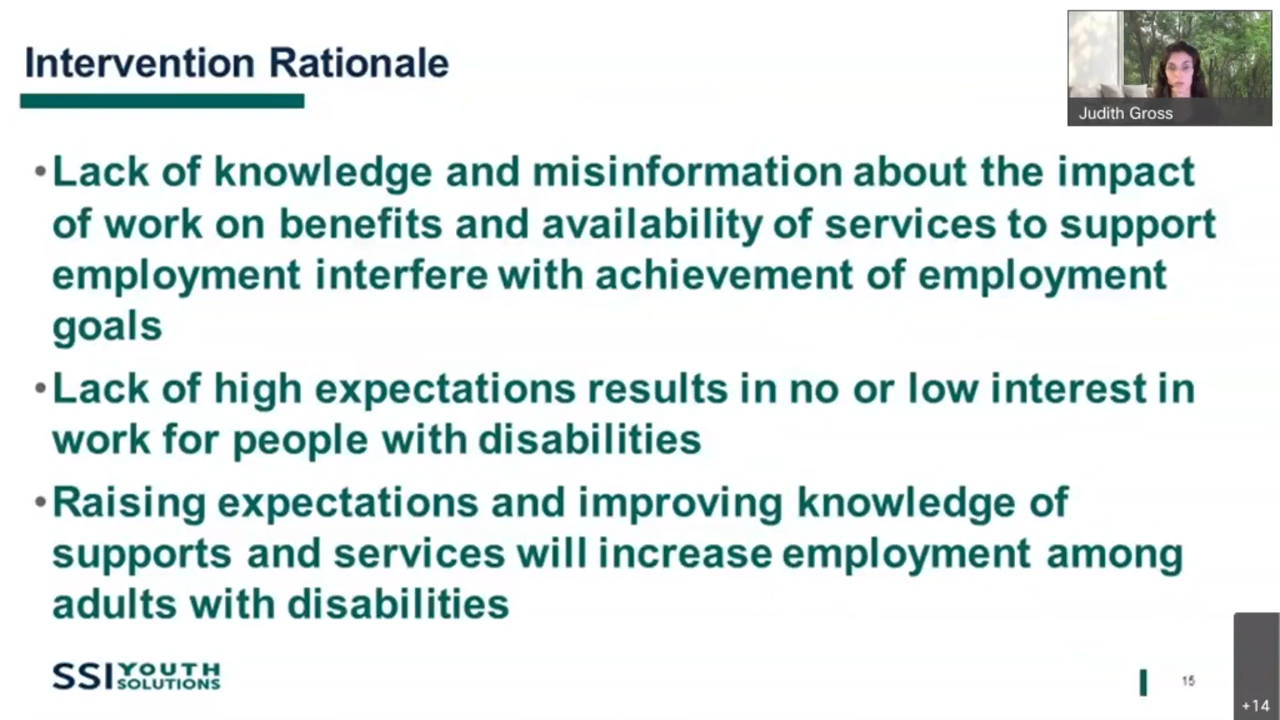 Intervention Rationale
Judith Gross
•Lack of knowledge and misinformation about the impact
of work on benefits and availability of services to support
employment interfere with achievement of employment
goals
•Lack of high expectations results in no or low interest in
work for people with disabilities
•Raising expectations and improving knowledge of
supports and services will increase employment among
adults with disabilities
SSI YOUTH
SOLUTIONS
15
+14